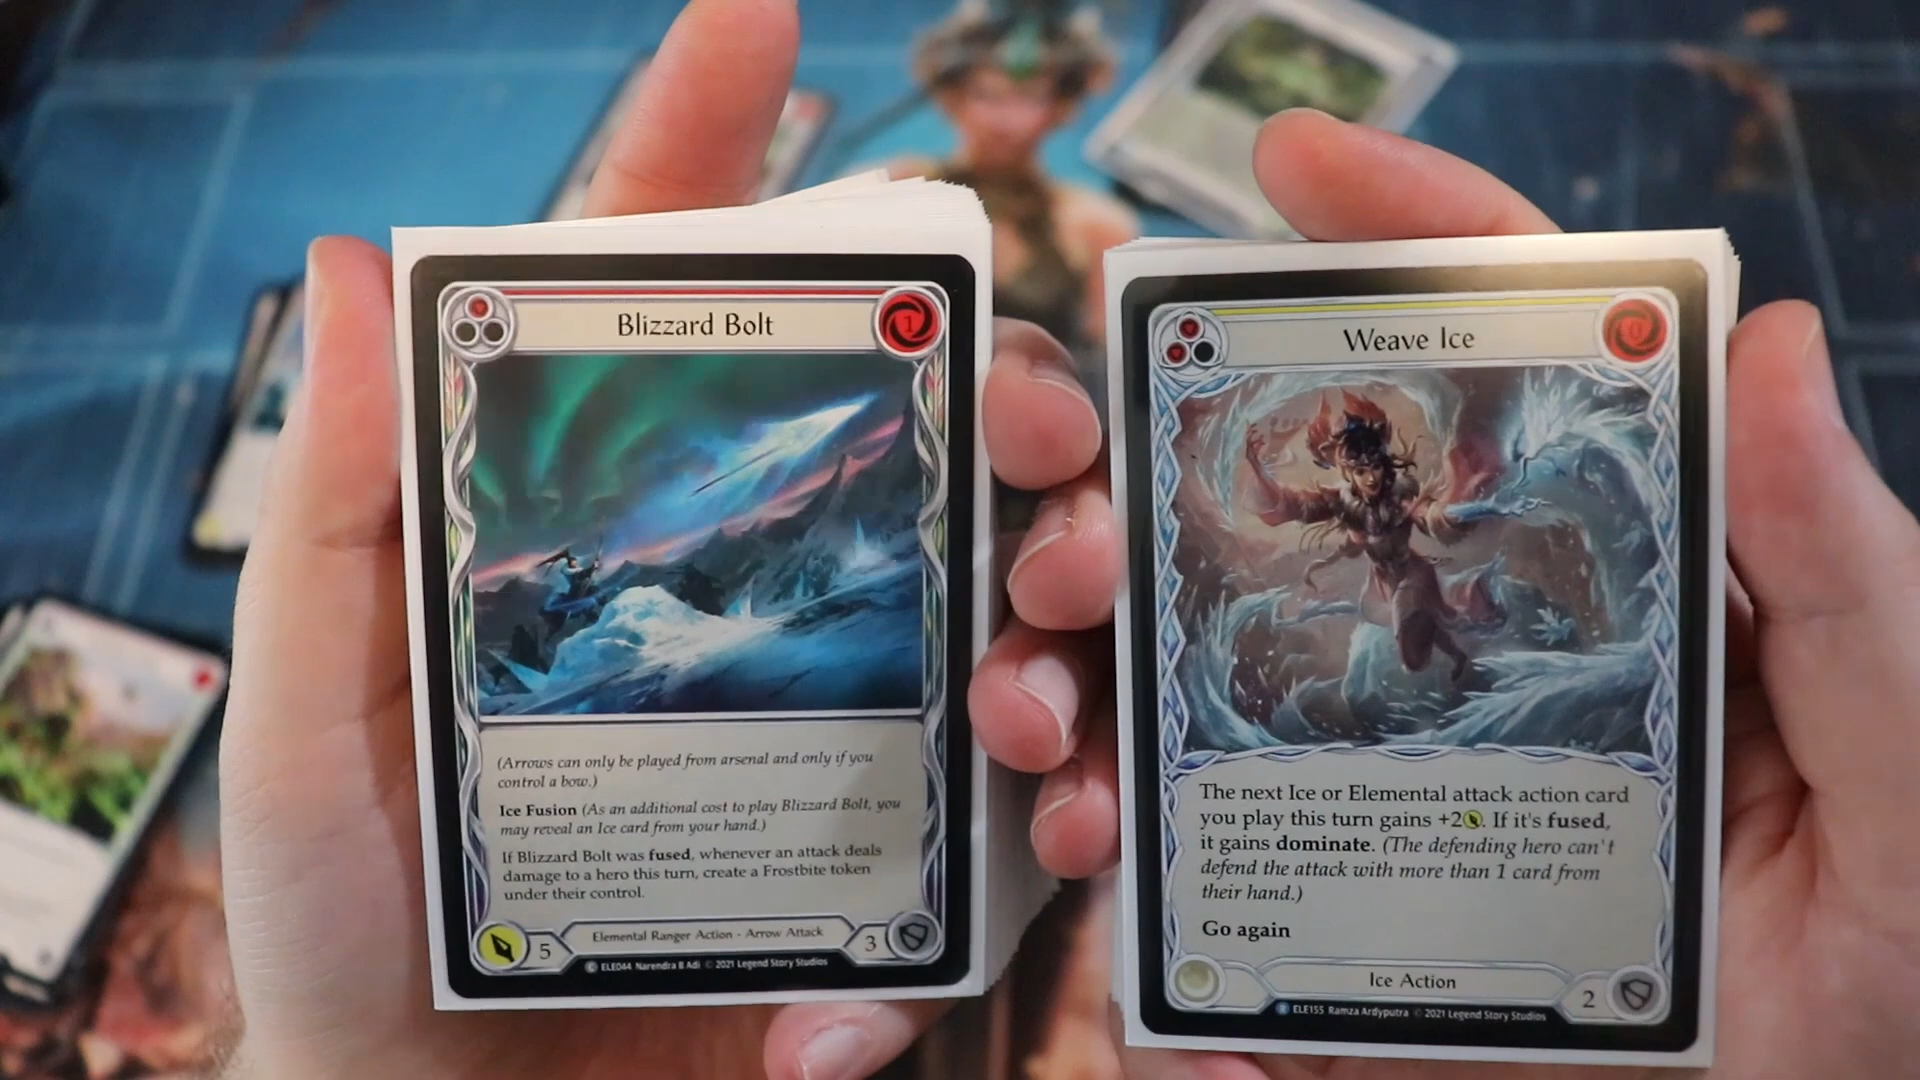 Blizzard Bolt
1
(Arrows can only be played from arsenal and only if you
control a bow.)
Ice Fusion (As an additional cost to play Blizzard Bolt, you
may reveal an Ice card from your hand.)
If Blizzard Bolt was fused, whenever an attack deals
damage to a hero this turn, create a Frostbite token
under their control.
5
Elemental Ranger Action - Arrow Attack
3
C ELE044 Narendra B Adi © 2021 Legend Story Studios
Weave Ice
0
The next Ice or Elemental attack action card
you play this turn gains +2. If it's fused,
it gains dominate. (The defending hero can't
defend the attack with more than 1 card from
their hand.)
Go again
Ice Action
2
R ELE155 Ramza Ardyputra © 2021 Legend Story Studios